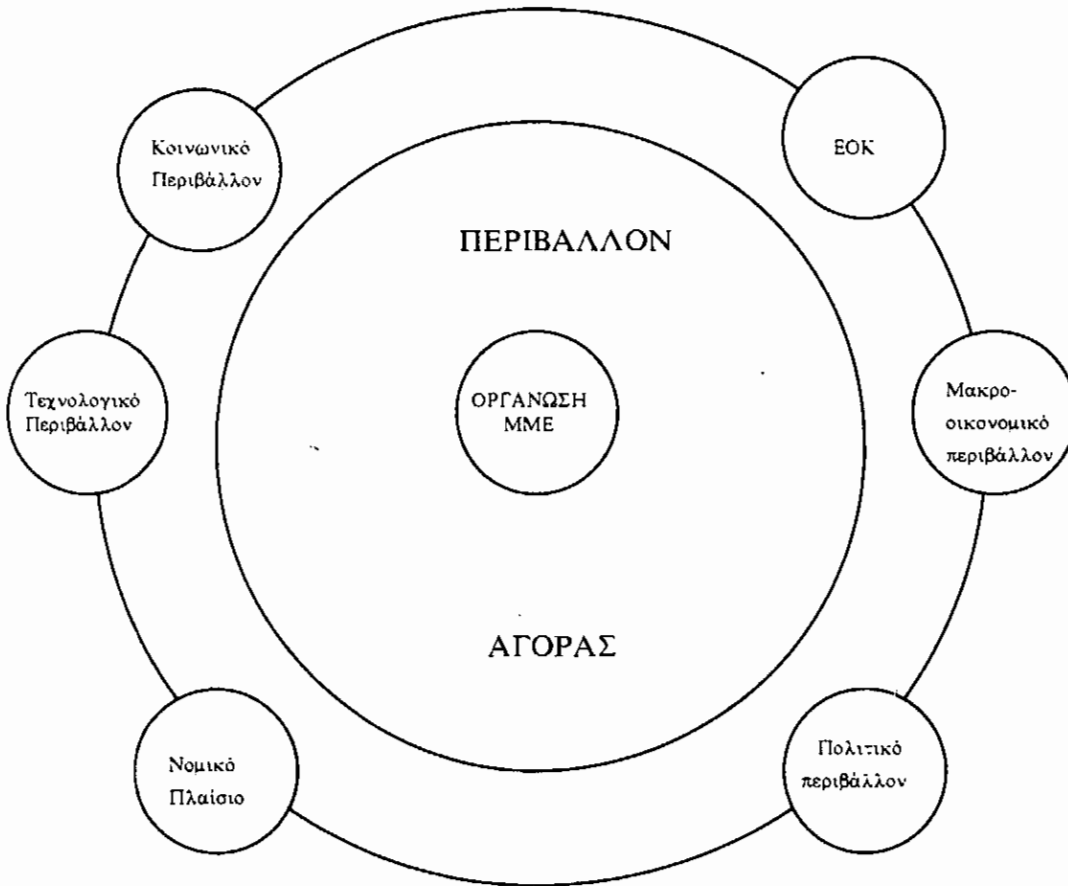 Κοινωνικό
Περιβάλλον
ΕΟΚ
ΠΕΡΙΒΑΛΛΟΝ
Τεχνολογικό
Περιβάλλον
ΟΡΓΑΝΩΣΗ
ΜΜΕ
Μακρο-
οικονομικό
περιβάλλον
ΑΓΟΡΑΣ
Νομικό
Πλαίσιο
Πολιτικό
περιβάλλον